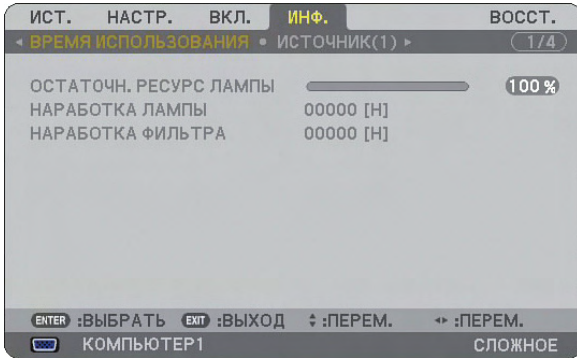 ИСТ. НАСТР. ВКЛ. ИНФ. ВОССТ.
ВРЕМЯ ИСПОЛЬЗОВАНИЯ • ИСТОЧНИК(1) 1/4
ОСТАТОЧН. РЕСУРС ЛАМПЫ 100 %
НАРАБОТКА ЛАМПЫ 00000 [H]
НАРАБОТКА ФИЛЬТРА 00000 [H]
ENTER :ВЫБРАТЬ EXIT :ВЫХОД :ПЕРЕМ. :ПЕРЕМ.
КОМПЬЮТЕР1 СЛОЖНОЕ